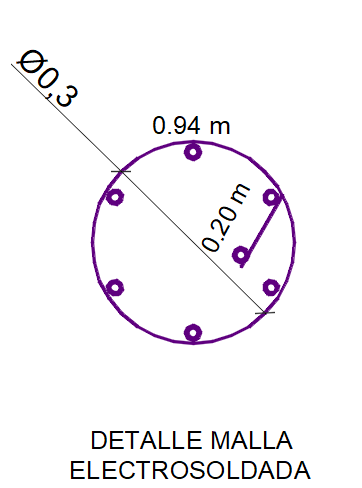 Ø0,3
0.94 m
0.20 m
DETALLE MALLA
ELECTROSOLDADA